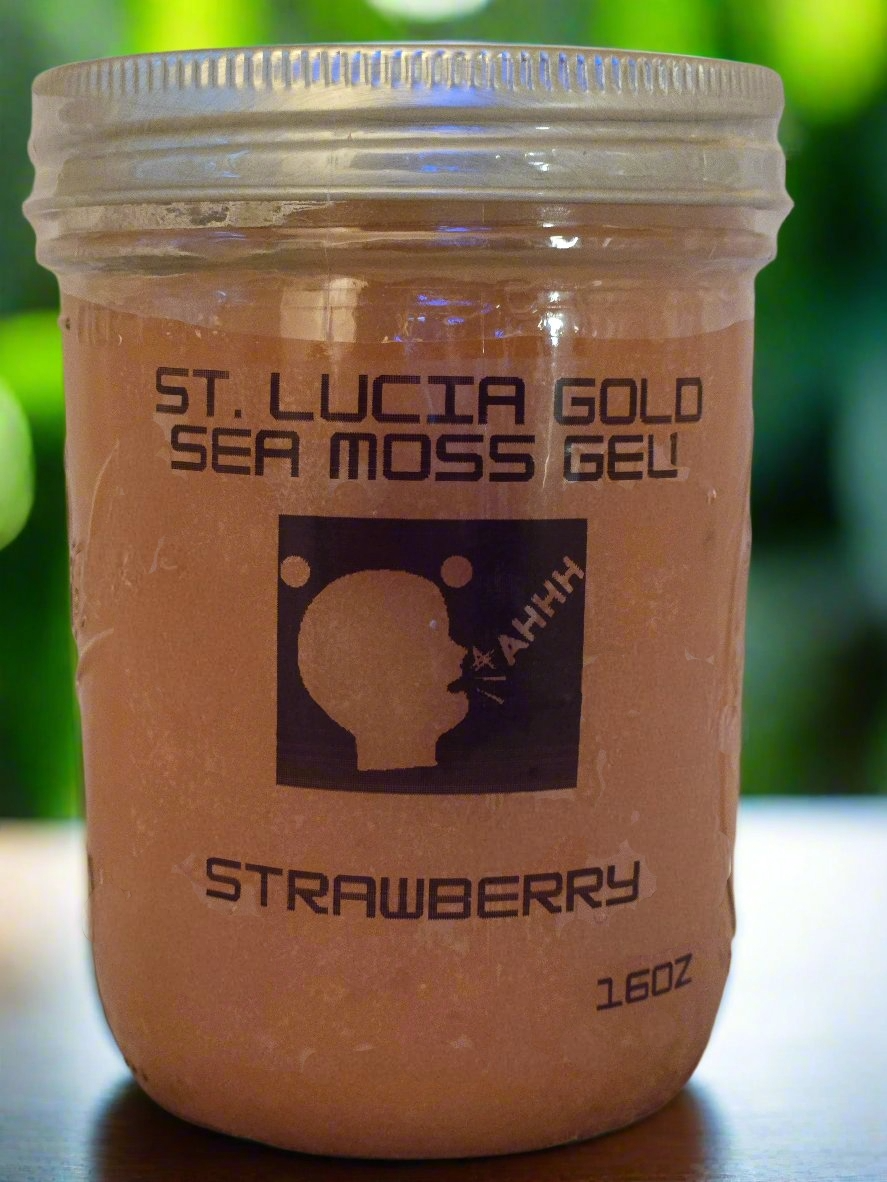 ST. LUCIA GOLD
SEA MOSS GEL!
AHHH
STRAWBERRY
16OZ